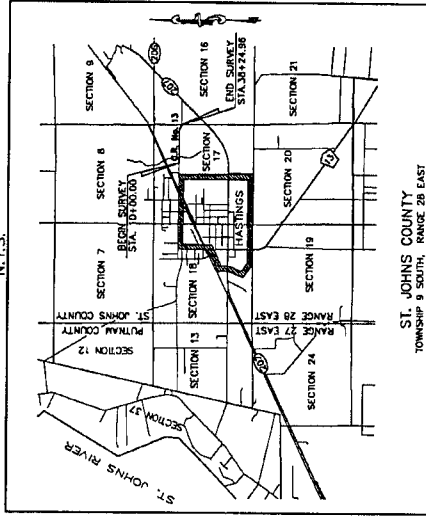 N.T.S.
SECTION 9
206
207
SECTION 16
END SURVEY
STA.38+24.96
SECTION 21
SECTION 8
C.R. No. 13
SECTION
17
SECTION 20
13
BEGIN SURVEY
STA. 10+00.00
HASTINGS
SECTION 7
SECTION 18
SECTION 19
ST. JOHNS COUNTY
PUTNAM COUNTY
RANGE 28 EAST
RANGE 27 EAST
SECTION 12
SECTION 13
207
SECTION 24
SECTION 37
ST. JOHNS RIVER
ST. JOHNS COUNTY
TOWNSHIP 9 SOUTH, RANGE 28 EAST